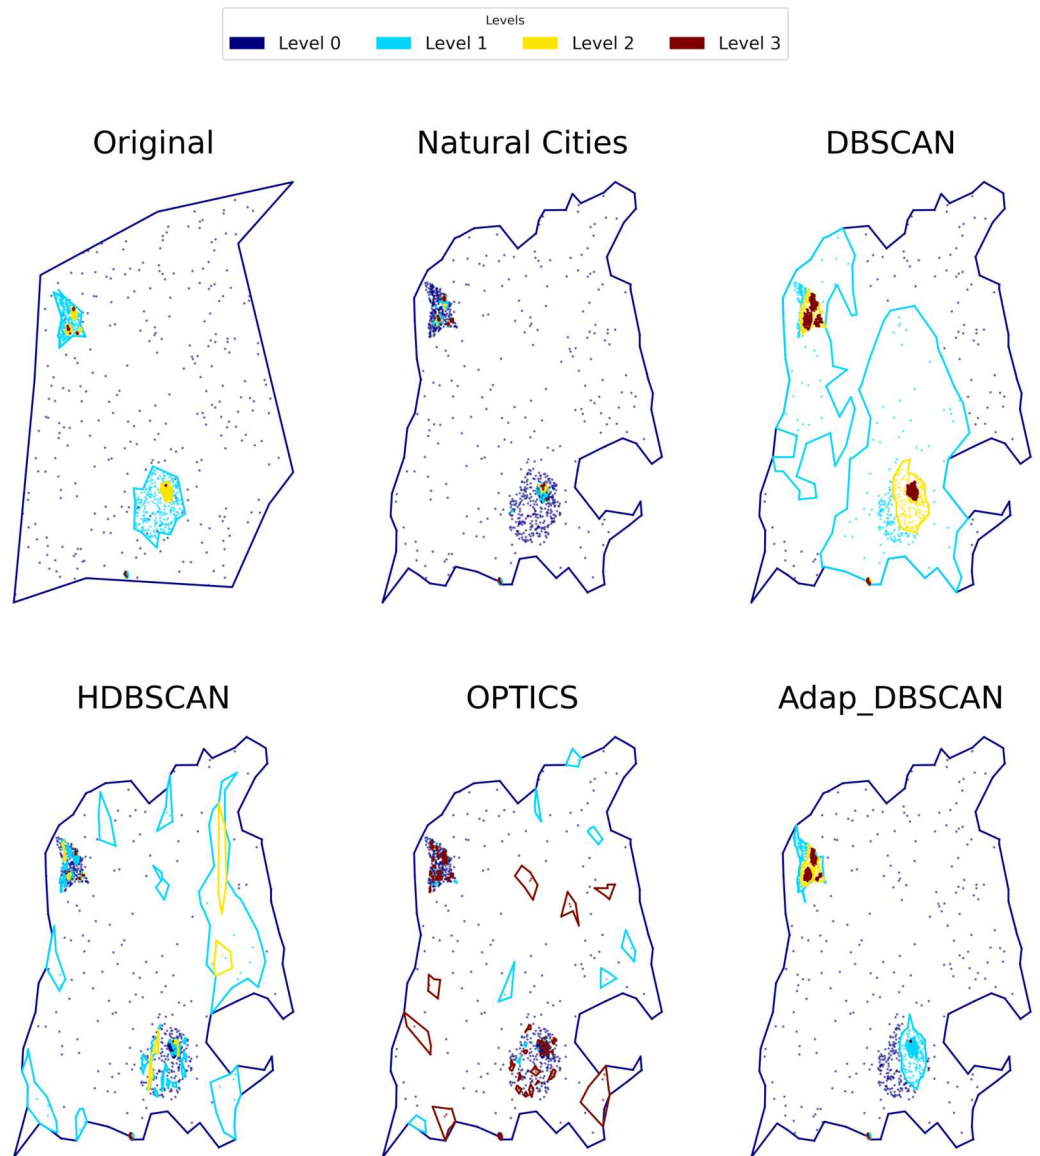 Levels
Level 0 Level 1 Level 2 Level 3
Original Natural Cities DBSCAN
HDBSCAN OPTICS Adap_DBSCAN